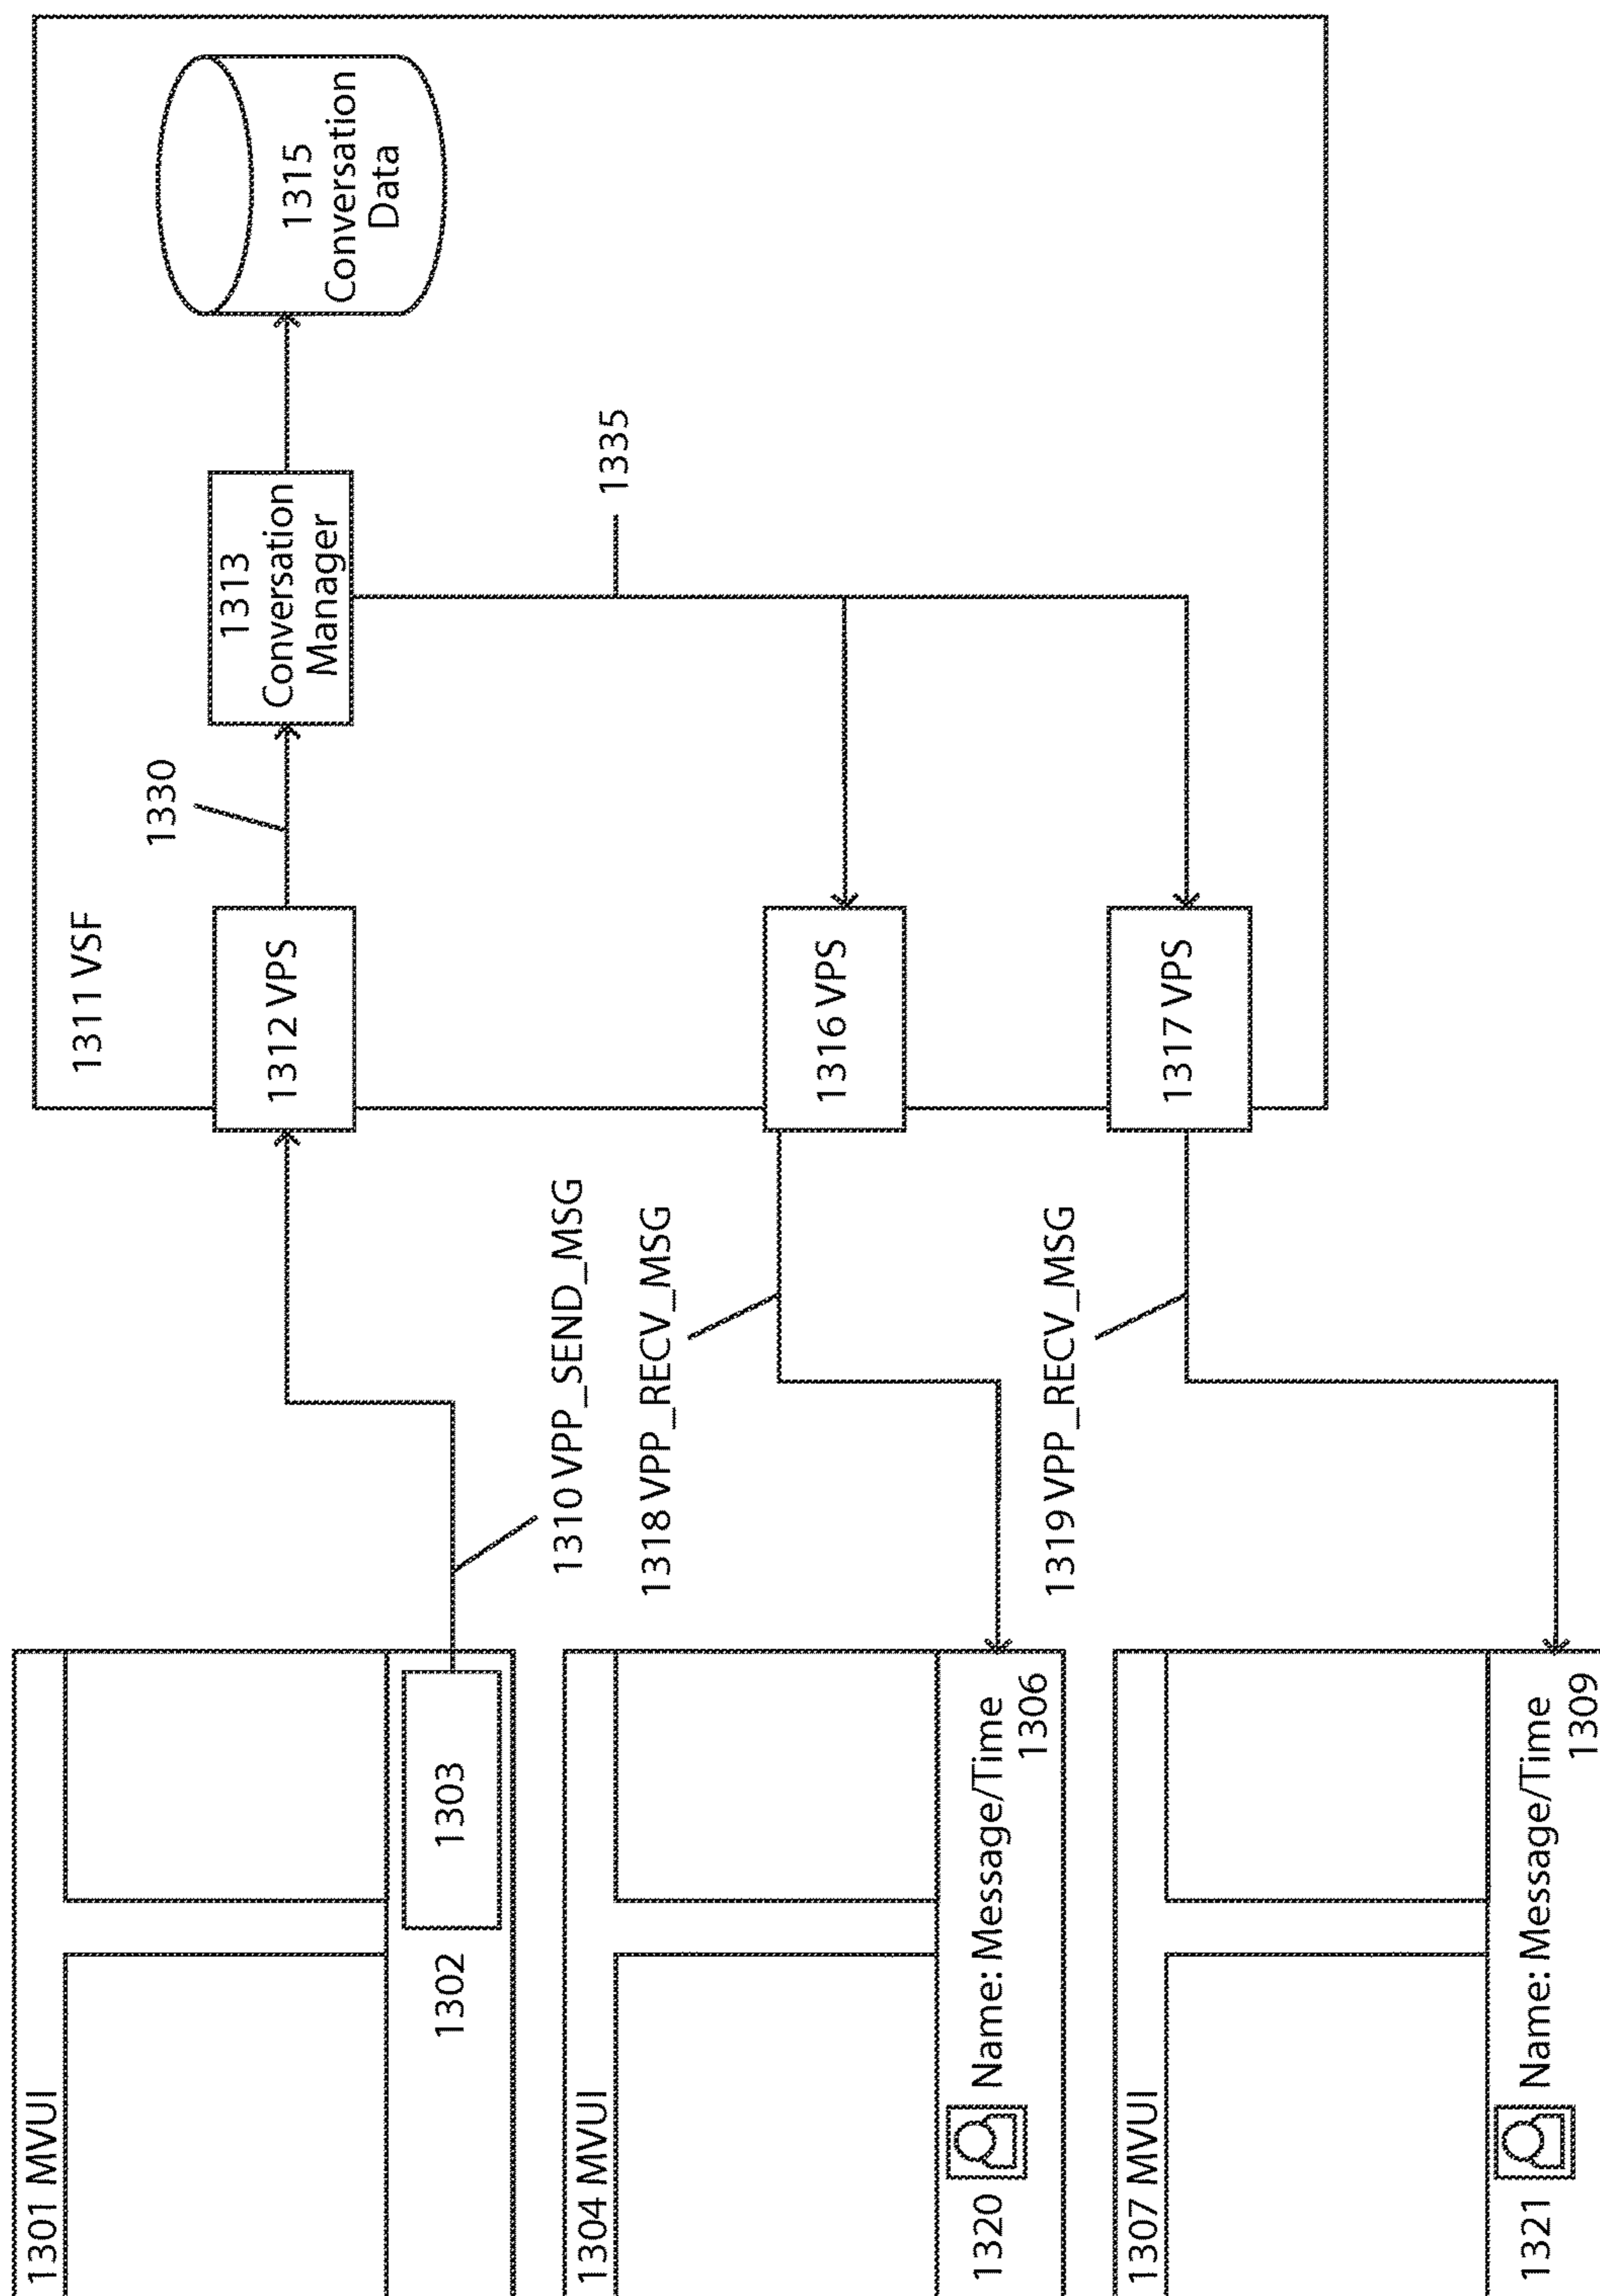 1301 MVUI
1302
1303
1304 MVUI
1320
Name: Message/Time
1306
1307 MVUI
1321
Name: Message/Time
1309
1310 VPP_SEND_MSG
1318 VPP_RECV_MSG
1319 VPP_RECV_MSG
1311 VSF
1312 VPS
1330
1313
Conversation
Manager
1315
Conversation
Data
1335
1316 VPS
1317 VPS